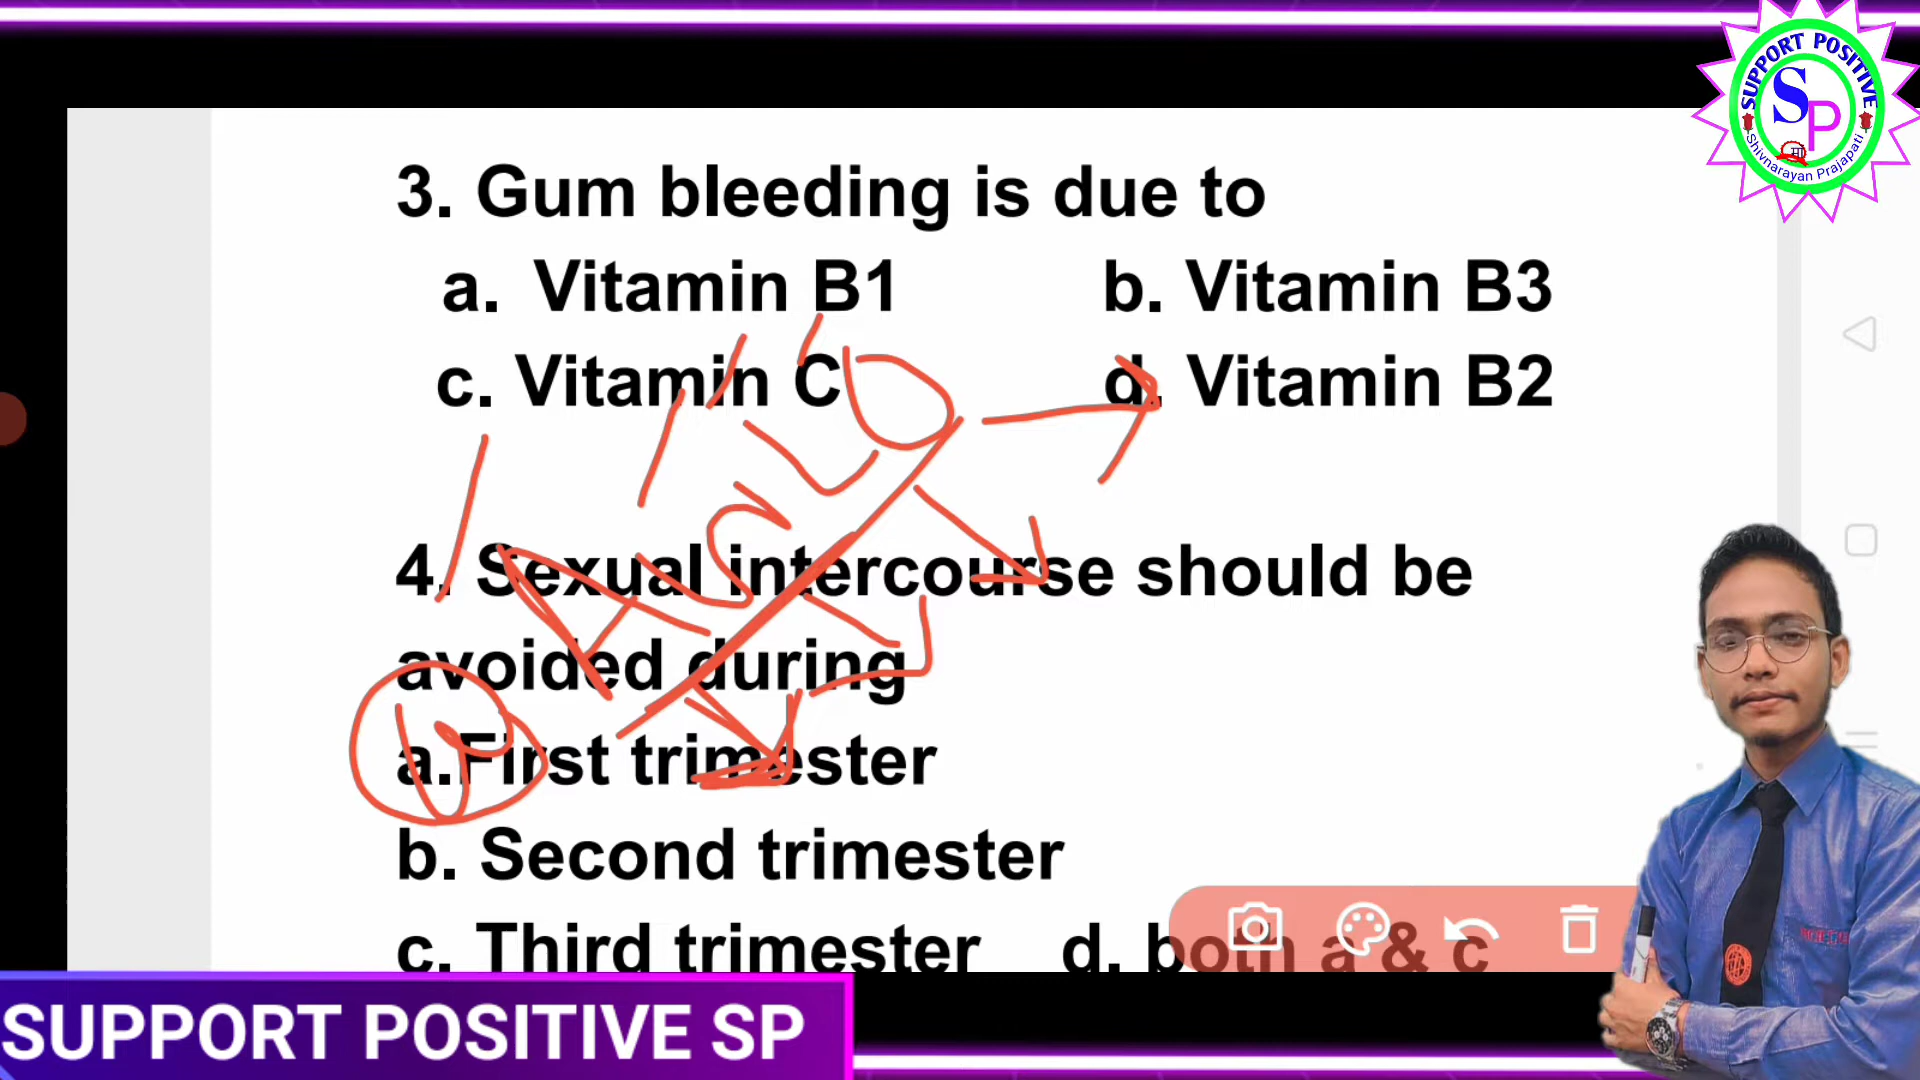 SUPPORT POSITIVE
SP
Shivnarayan Prajapati
3. Gum bleeding is due to
a. Vitamin B1 b. Vitamin B3
c. Vitamin C d. Vitamin B2
4. Sexual intercourse should be
avoided during
a.First trimester
b. Second trimester
c. Third trimester d. both a & c
SUPPORT POSITIVE SP